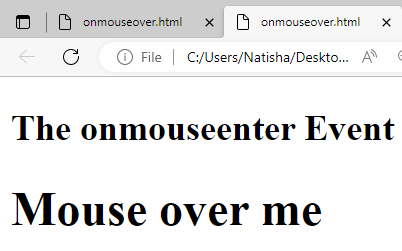 onmouseover.html
onmouseover.html
File C:/Users/Natisha/Deskto...
The onmouseenter Event
Mouse over me